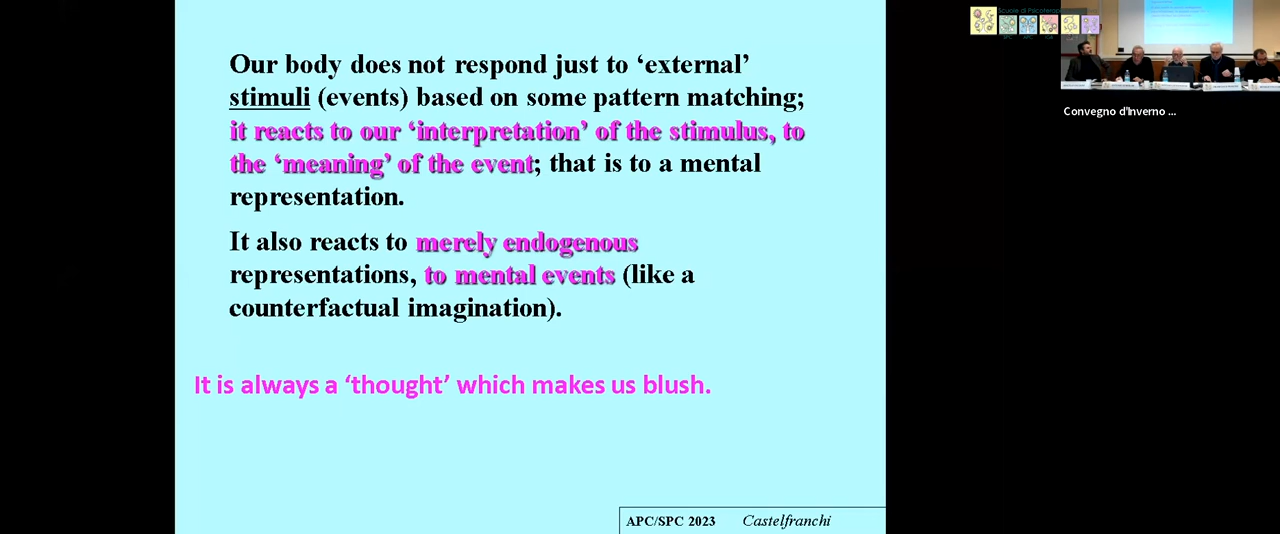 Our body does not respond just to ‘external’
stimuli (events) based on some pattern matching;
it reacts to our ‘interpretation’ of the stimulus, to
the ‘meaning’ of the event; that is to a mental
representation.
It also reacts to merely endogenous
representations, to mental events (like a
counterfactual imagination).
It is always a ‘thought’ which makes us blush.
APC/SPC 2023 Castelfranchi
Scuole di Psicoterap
Convegno d'Inverno ...